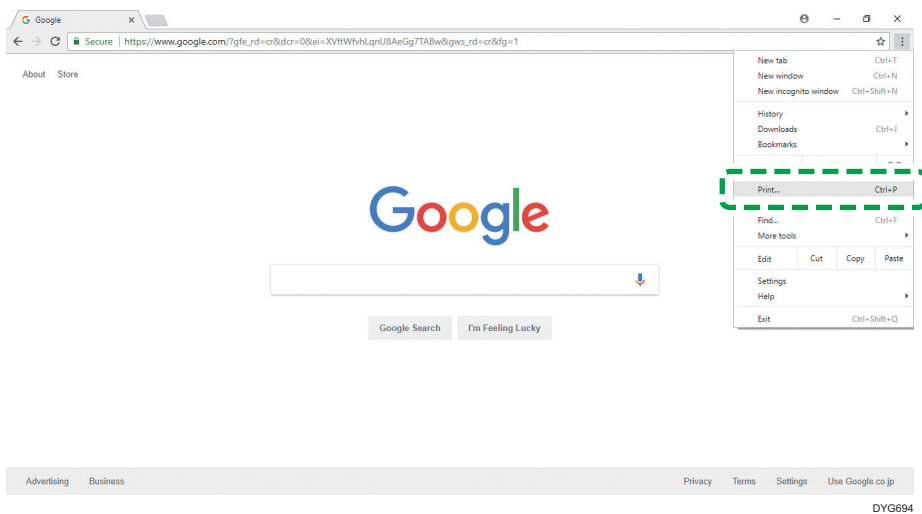 Google
Secure | https://www.google.com/?gfe_rd=cr&dcr=0&ei=XVftWfvhLqnU8AeGg7TABw&gws_rd=cr&fg=1
About Store
New tab Ctrl+T
New window Ctrl+N
New incognito window Ctrl+Shift+N
History
Downloads Ctrl+J
Bookmarks
Print... Ctrl+P
Find... Ctrl+F
More tools
Edit Cut Copy Paste
Settings
Help
Exit Ctrl+Shift+Q
Google
Google Search I'm Feeling Lucky
Advertising Business Privacy Terms Settings Use Google.co.jp
DYG694